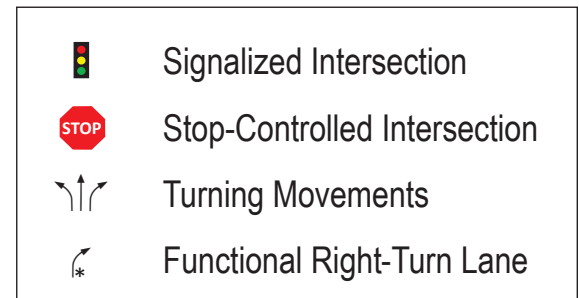 Signalized Intersection
STOP Stop-Controlled Intersection
Turning Movements
* Functional Right-Turn Lane